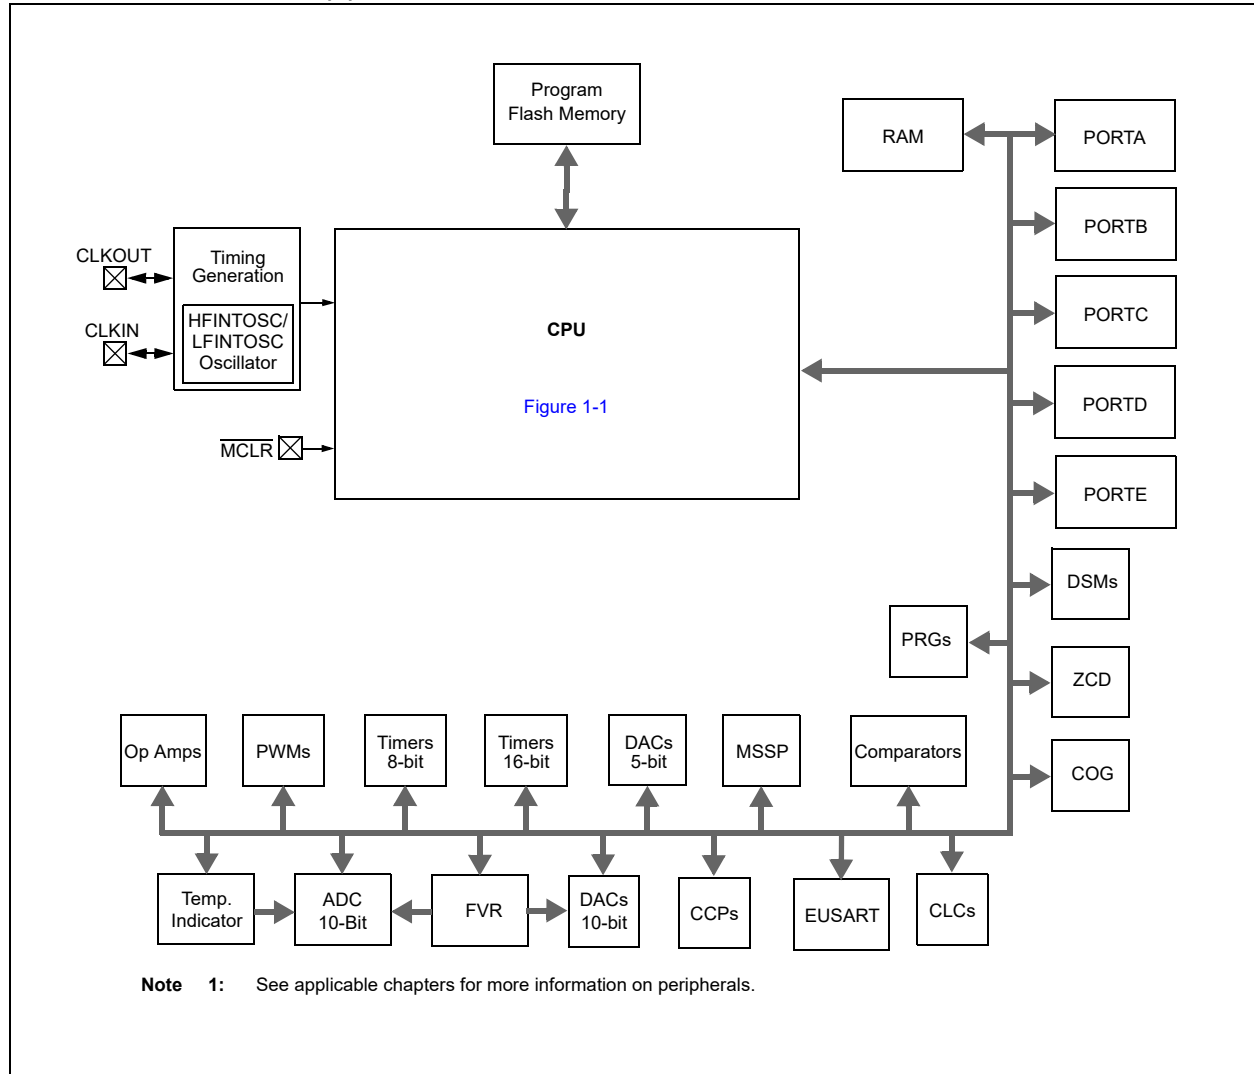 Program
Flash Memory
RAM
PORTA
PORTB
CLKOUT
Timing
Generation
HFINTOSC/
LFINTOSC
Oscillator
CLKIN
CPU
PORTC
Figure 1-1
PORTD
MCLR
PORTE
DSMs
PRGs
ZCD
Op Amps
PWMs
Timers
8-bit
Timers
16-bit
DACs
5-bit
MSSP
Comparators
COG
Temp.
Indicator
ADC
10-Bit
FVR
DACs
10-bit
CCPs
EUSART
CLCs
Note 1: See applicable chapters for more information on peripherals.